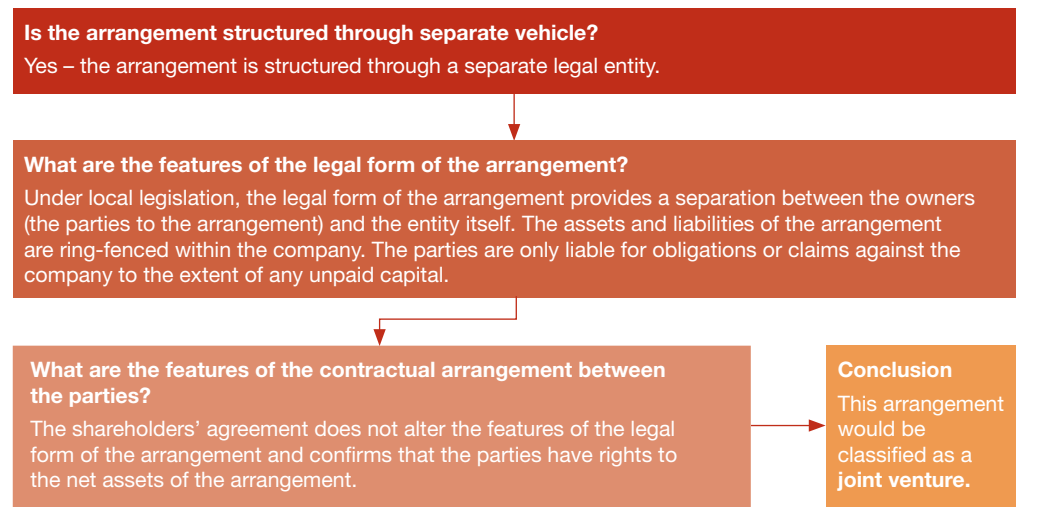 Is the arrangement structured through separate vehicle?
Yes – the arrangement is structured through a separate legal entity.
What are the features of the legal form of the arrangement?
Under local legislation, the legal form of the arrangement provides a separation between the owners
(the parties to the arrangement) and the entity itself. The assets and liabilities of the arrangement
are ring-fenced within the company. The parties are only liable for obligations or claims against the
company to the extent of any unpaid capital.
What are the features of the contractual arrangement between
the parties?
The shareholders’ agreement does not alter the features of the legal
form of the arrangement and confirms that the parties have rights to
the net assets of the arrangement.
Conclusion
This arrangement
would be
classified as a
joint venture.